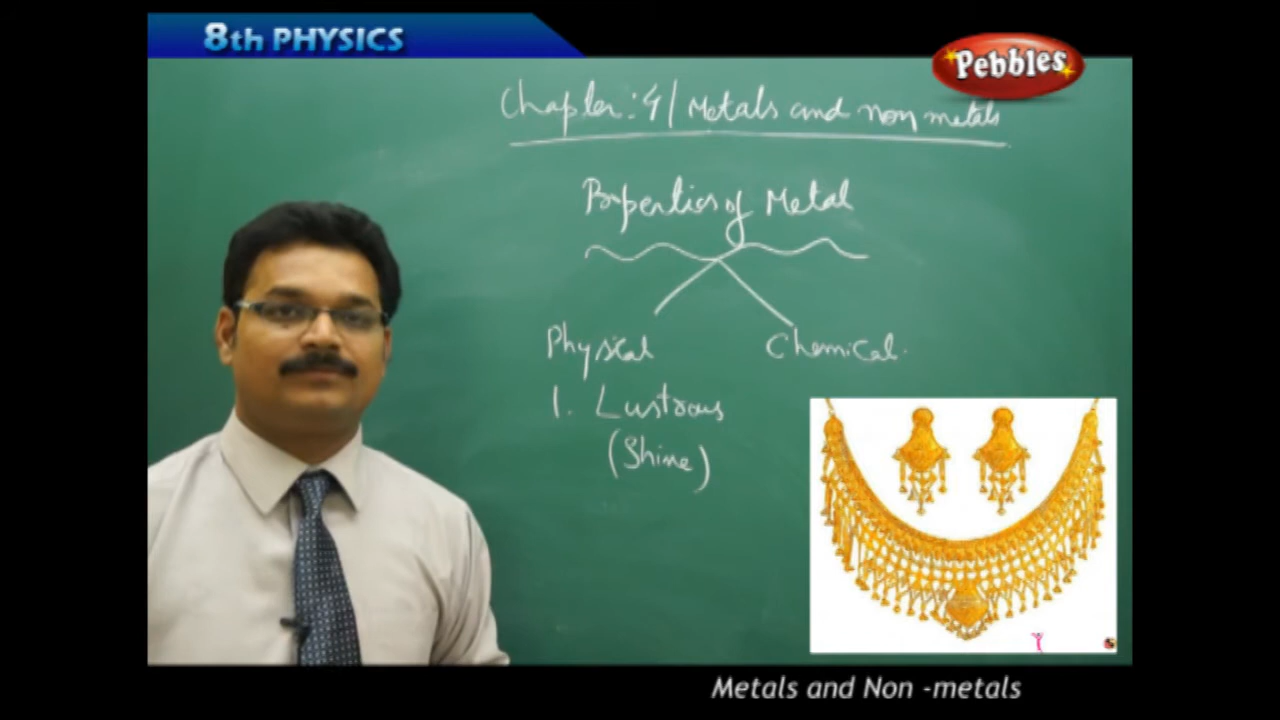 8th PHYSICS
Pebbles
Chapter: 4/ Metals and non metals
Properties of Metal
Physical
Chemical.
1. Lustrous
(Shine)
Metals and Non -metals